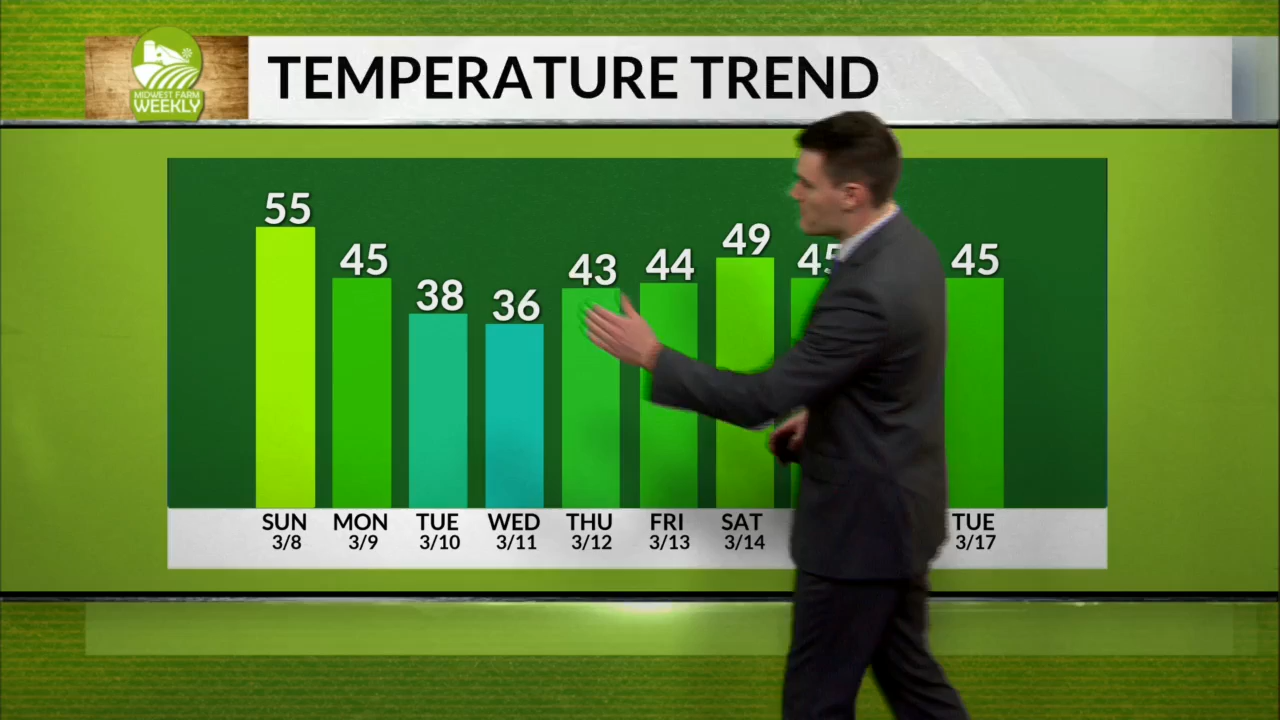 MIDWEST FARM
WEEKLY
TEMPERATURE TREND
55
45
38
36
43
44
49
45
45
SUN
3/8
MON
3/9
TUE
3/10
WED
3/11
THU
3/12
FRI
3/13
SAT
3/14
TUE
3/17